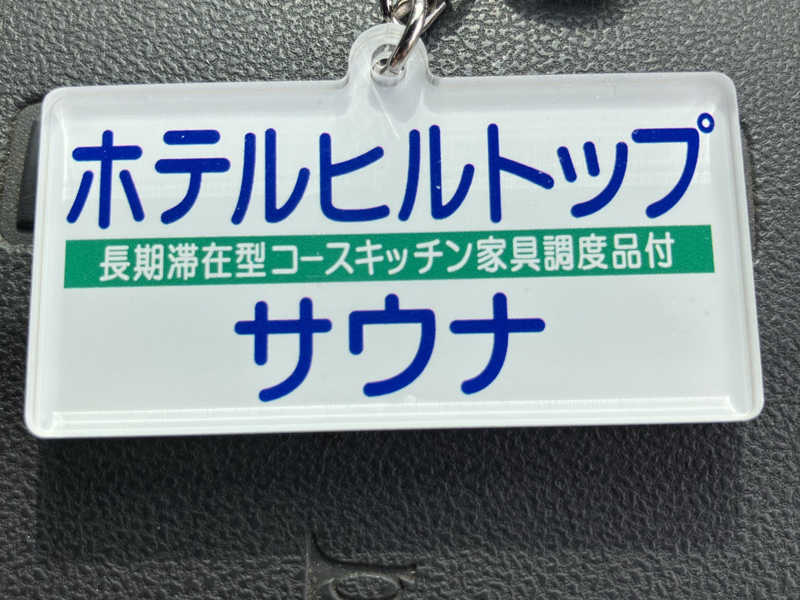 ホテルヒルトップ
長期滞在型コースキッチン家具調度品付
サウナ